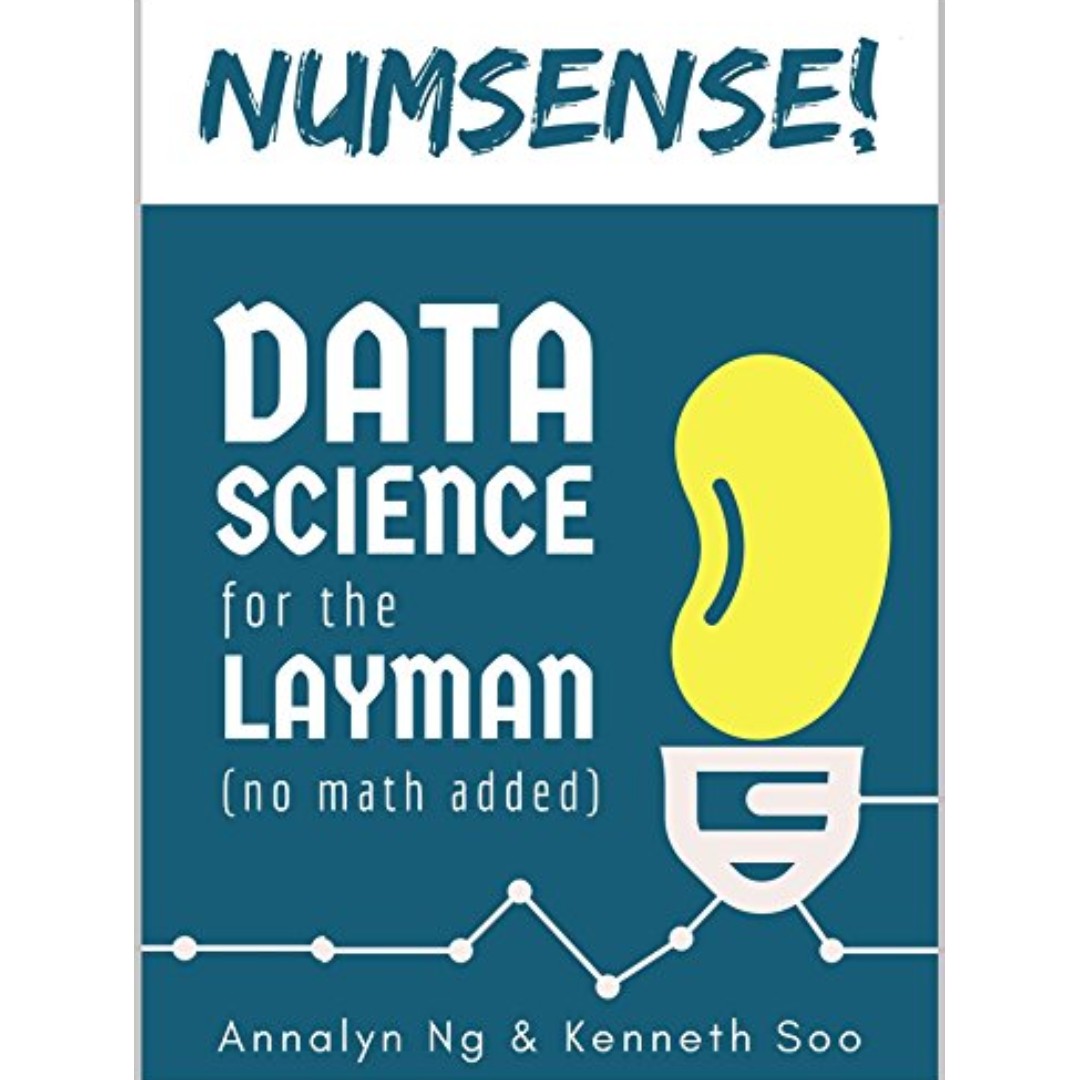 NUMSENSE!
DATA
SCIENCE
for the
LAYMAN
(no math added)
Annalyn Ng & Kenneth Soo